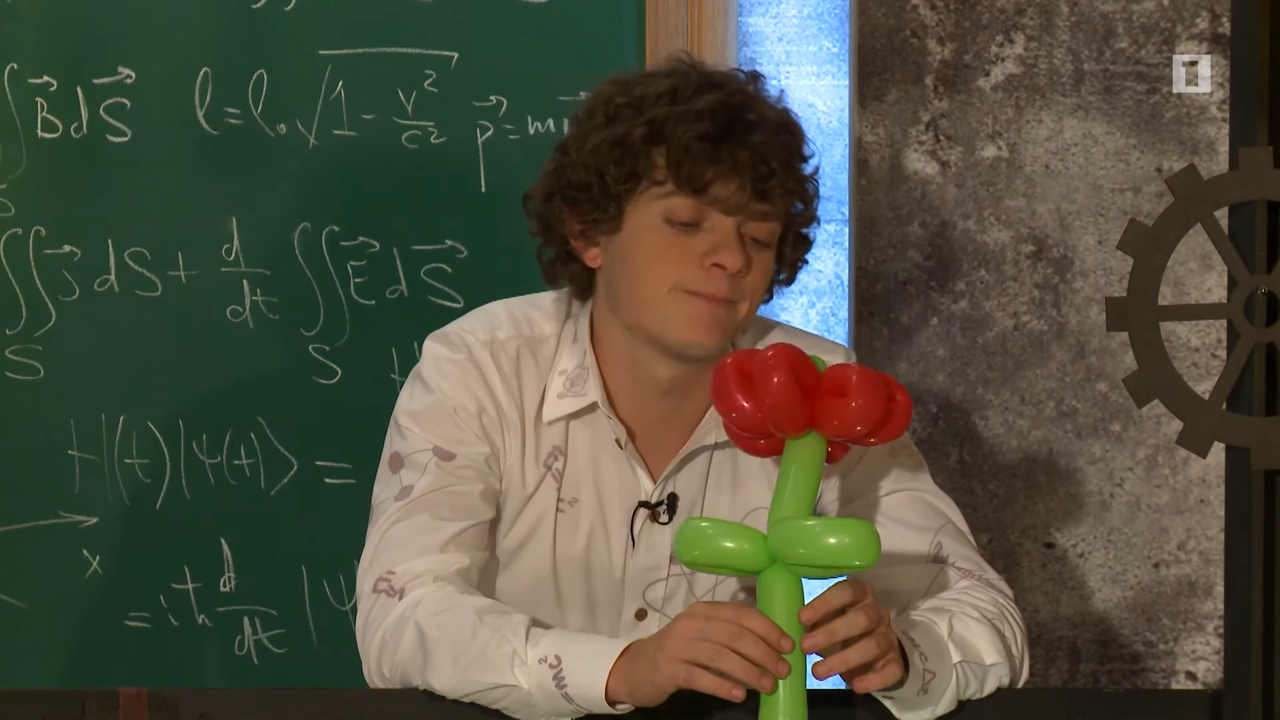 ∫ B⃗ dS⃗
l = l₀ √(1 - v²/c²)
p⃗ = m
∬ j⃗ dS + d/dt ∬ E⃗ dS⃗
S S
H(t)|Ψ(t)⟩ =
x
= iħ d/dt |Ψ